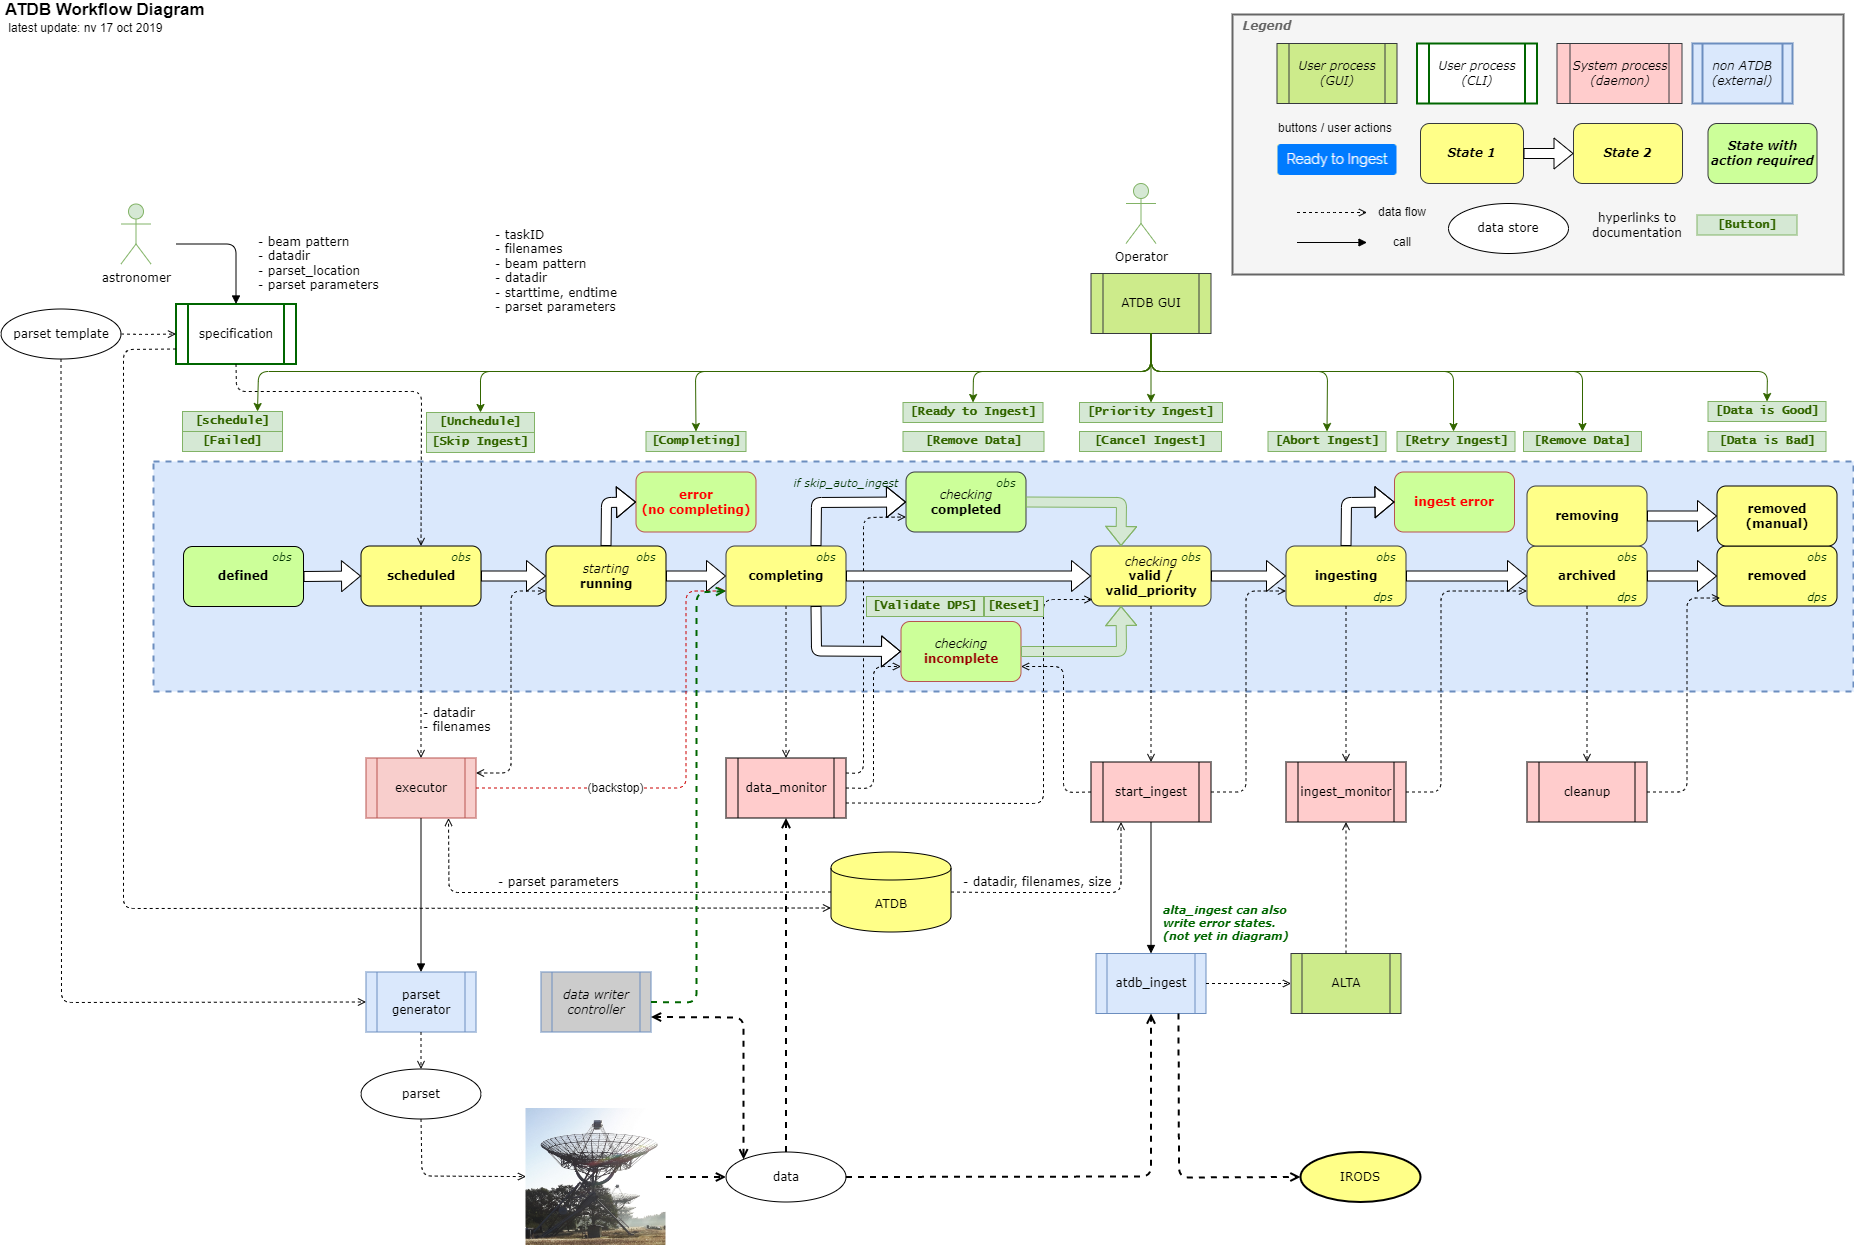 ATDB Workflow Diagram
latest update: nv 17 oct 2019
Legend
User process
(GUI)
User process
(CLI)
System process
(daemon)
non ATDB
(external)
buttons / user actions
Ready to Ingest
State 1
State 2
State with
action required
data flow
call
data store
hyperlinks to
documentation
[Button]
astronomer
- beam pattern
- datadir
- parset_location
- parset parameters
- taskID
- filenames
- beam pattern
- datadir
- starttime, endtime
- parset parameters
Operator
ATDB GUI
parset template
specification
[schedule]
[Failed]
[Unchedule]
[Skip Ingest]
[Completing]
[Ready to Ingest]
[Remove Data]
[Priority Ingest]
[Cancel Ingest]
[Abort Ingest]
[Retry Ingest]
[Remove Data]
[Data is Good]
[Data is Bad]
error
(no completing)
if skip_auto_ingest
obs
checking
completed
ingest error
removing
removed
(manual)
obs
defined
obs
scheduled
obs
starting
running
obs
completing
obs
checking
valid /
valid_priority
obs
ingesting
dps
obs
archived
dps
obs
removed
dps
[Validate DPS]
[Reset]
checking
incomplete
- datadir
- filenames
executor
(backstop)
data_monitor
start_ingest
ingest_monitor
cleanup
- parset parameters
ATDB
- datadir, filenames, size
alta_ingest can also
write error states.
(not yet in diagram)
parset
generator
data writer
controller
atdb_ingest
ALTA
parset
data
IRODS